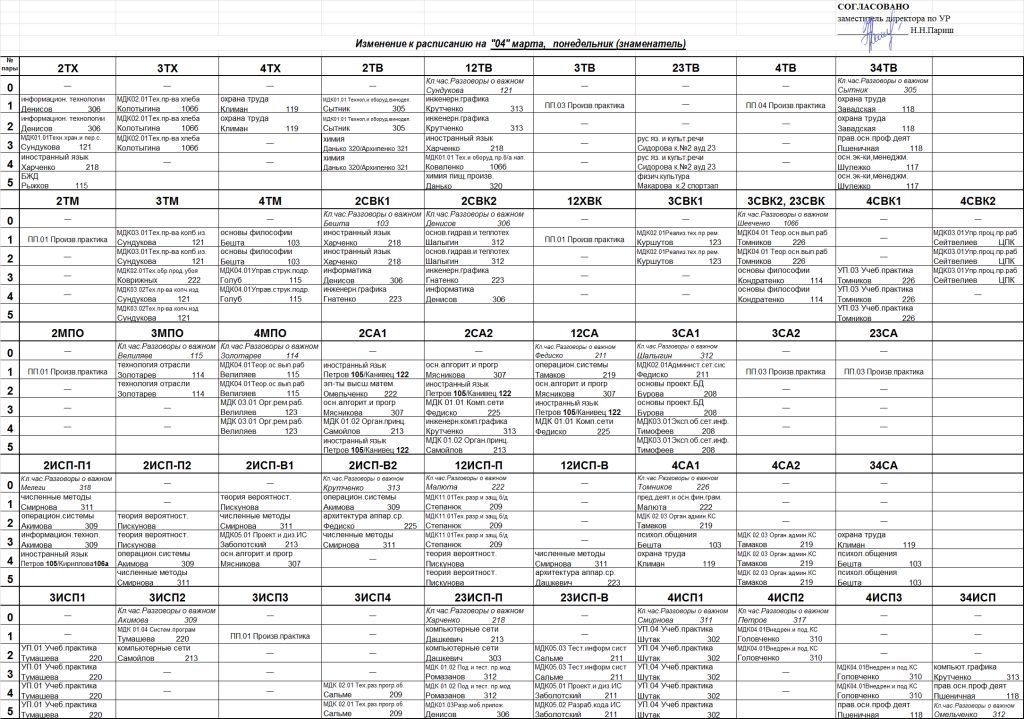 СОГЛАСОВАНО
заместитель директора по УР
Н.Н.Париш
Изменение к расписанию на "04" марта, понедельник (знаменатель)
№ пары 2ТХ 3ТХ 4ТХ 2ТВ 12ТВ 3ТВ 23ТВ 4ТВ 34ТВ
0 — — — — Кл.час.Разговоры о важном — — — Кл.час.Разговоры о важном
Сундукова 121 Сытник 305
1 информацион. технологии МДК02.01Тех.пр-ва хлеба охрана труда МДК01.01 Технол.и оборуд.винодел. инженерн.графика ПП.03 Произв.практика — ПП.04 Произв.практика охрана труда
Денисов 306 Колотыгина 106б Климан 119 Сытник 305 Крутченко 313 Завадская 118
2 информацион. технологии МДК02.01Тех.пр-ва хлеба охрана труда МДК01.01 Технол.и оборуд.винодел. инженерн.графика — — — охрана труда
Денисов 306 Колотыгина 106б Климан 119 Сытник 305 Крутченко 313 Завадская 118
3 МДК01.01Техн.хран.и пер.с. МДК02.01Тех.пр-ва хлеба — химия иностранный язык — рус яз. и культ.речи — прав.осн.проф.деят
Сундукова 121 Колотыгина 106б Данько 320/Архипенко 321 Харченко 218 Сидорова к.№2 ауд 23 Пшеничная 118
4 иностранный язык — — химия МДК01.01 Тех.и оборуд.пр.б/а нап. — рус яз. и культ.речи — осн.эк-ки,менеджм.
Харченко 218 Данько 320/Архипенко 321 Коваленко 106б Сидорова к.№2 ауд 23 Шулежко 117
5 БЖД химия пищ.произв. физич.культура осн.эк-ки,менеджм.
Рыжков 115 Данько 320 Макарова к.2 спортзал Шулежко 117
2ТМ 3ТМ 4ТМ 2СВК1 2СВК2 12ХВК 3СВК1 3СВК2, 23СВК 4СВК1 4СВК2
0 — — — Кл.час.Разговоры о важном Кл.час.Разговоры о важном — — Кл.час.Разговоры о важном — —
Бешта 103 Денисов 306 Шевченко 106б
1 ПП.01 Произв.практика МДК03.01Тех.пр-ва колб.из. основы философии иностранный язык основ.гидрав.и теплотех ПП.01 Произв.практика МДК02.01Реализ.тех.пр.рем. МДК04.01 Теор.осн.вып.раб — МДК03.01Упр.проц.пр.раб
Сундукова 121 Бешта 103 Харченко 218 Шалыгин 312 Куршутов 123 Томников 226 Сейтвелиев ЦПК
2 — МДК03.01Тех.пр-ва колб.из. основы философии иностранный язык основ.гидрав.и теплотех — МДК02.01Реализ.тех.пр.рем. МДК04.01 Теор.осн.вып.раб — МДК03.01Упр.проц.пр.раб
Сундукова 121 Бешта 103 Харченко 218 Шалыгин 312 Куршутов 123 Томников 226 Сейтвелиев ЦПК
3 — МДК02.01Тех.обр.прод.убоя МДК04.01Управ.струк.подр. информатика инженерн.графика — — основы философии УП.03 Учеб.практика МДК03.01Упр.проц.пр.раб
Коврижных 222 Голуб 115 Денисов 306 Гнатенко 223 Кондратенко 114 Томников 226 Сейтвелиев ЦПК
4 — МДК03.02Тех.пр-ва копч.изд. МДК04.01Управ.струк.подр. инженерн.графика информатика — — основы философии УП.03 Учеб.практика —
Сундукова 121 Голуб 115 Гнатенко 223 Денисов 306 Кондратенко 114 Томников 226
5 МДК03.02Тех.пр-ва копч.изд. УП.03 Учеб.практика
Сундукова 121 Томников 226
2МПО 3МПО 4МПО 2СА1 2СА2 12СА 3СА1 3СА2 23СА
0 — Кл.час.Разговоры о важном Кл.час.Разговоры о важном — — Кл.час.Разговоры о важном Кл.час.Разговоры о важном — —
Велиляев 115 Золотарев 114 Федиско 211 Шалыгин 312
1 ПП.01 Произв.практика технология отрасли МДК04.01Теор.ос.вып.раб иностранный язык осн.алгорит.и прогр операцион.системы МДК02.01Админист.сет.сис ПП.03 Произв.практика ПП.03 Произв.практика
Золотарев 114 Велиляев 115 Петров 105/Канивец 122 Мясникова 307 Тамаков 219 Федиско 211
2 — технология отрасли МДК04.01Теор.ос.вып.раб эл-ты высш.матем. иностранный язык осн.алгорит.и прогр основы проект.БД — —
Золотарев 114 Велиляев 115 Омельченко 222 Петров 105/Канивец 122 Мясникова 307 Бурова 208
3 — — МДК 03.01 Орг.рем.раб. осн.алгорит.и прогр МДК 01.01 Комп.сети иностранный язык основы проект.БД — —
Велиляев 123 Мясникова 307 Федиско 225 Петров 105/Канивец 122 Бурова 208
4 — — МДК 03.01 Орг.рем.раб. МДК 01.02 Орган.принц. инженерн.комп.графика МДК 01.01 Комп.сети МДК03.01Эксп.об.сет.инф. — —
Велиляев 123 Самойлов 213 Крутченко 313 Федиско 225 Тимофеев 208
5 иностранный язык МДК 01.02 Орган.принц. МДК03.01Эксп.об.сет.инф.
Петров 105/Канивец 122 Самойлов 213 Тимофеев 208
2ИСП-П1 2ИСП-П2 2ИСП-В1 2ИСП-В2 12ИСП-П 12ИСП-В 4СА1 4СА2 34СА
0 Кл.час.Разговоры о важном — — Кл.час.Разговоры о важном Кл.час.Разговоры о важном — Кл.час.Разговоры о важном — —
Мелеги 318 Крутченко 313 Малюта 222 Томников 226
1 численные методы — теория вероятност. операцион.системы МДК11.01Тех.разр.и защ.б/д — пред.деят.и осн.фин.грам. — —
Смирнова 311 Пискунова Акимова 309 Степанюк 209 Малюта 222
2 операцион.системы теория вероятност. численные методы архитектура аппар.ср. МДК11.01Тех.разр.и защ.б/д — МДК 02.03 Орган.админ.КС — —
Акимова 309 Пискунова Смирнова 311 Федиско 225 Степанюк 209 Тамаков 219
3 информацион.технол. теория вероятност. МДК05.01 Проект.и диз.ИС численные методы МДК11.01Тех.разр.и защ.б/д — психол.общения МДК 02.03 Орган.админ.КС охрана труда
Акимова 309 Пискунова Заболотский 213 Смирнова 311 Степанюк 209 Бешта 103 Тамаков 219 Климан 119
4 иностранный язык операцион.системы осн.алгорит.и прогр — теория вероятност. численные методы охрана труда МДК 02.03 Орган.админ.КС психол.общения
Петров 105/Кириллова106а Акимова 309 Мясникова 307 Пискунова Смирнова 311 Климан 119 Тамаков 219 Бешта 103
5 численные методы теория вероятност. архитектура аппар.ср. МДК 02.03 Орган.админ.КС психол.общения
Смирнова 311 Пискунова Дашкевич 223 Тамаков 219 Бешта 103
3ИСП1 3ИСП2 3ИСП3 3ИСП4 23ИСП-П 23ИСП-В 4ИСП1 4ИСП2 4ИСП3 34ИСП
0 — Кл.час.Разговоры о важном — — Кл.час.Разговоры о важном — Кл.час.Разговоры о важном Кл.час.Разговоры о важном — —
Акимова 309 Харченко 218 Смирнова 311 Петров 317
1 — МДК 01.04 Систем.програм ПП.01 Произв.практика — компьютерные сети — УП.04 Учеб.практика МДК04.01Внедрен.и под.КС — —
Тумашева 220 Дашкевич 213 Шутак 302 Головченко 310
2 УП.01 Учеб.практика компьютерные сети — — компьютерные сети МДК05.03 Тест.информ сист УП.04 Учеб.практика МДК04.01Внедрен.и под.КС — —
Тумашева 220 Самойлов 213 Дашкевич 303 Сальме 211 Шутак 302 Головченко 310
3 УП.01 Учеб.практика — — — МДК 01.02 Под.и тест. пр.мод МДК05.03 Тест.информ сист УП.04 Учеб.практика — МДК04.01Внедрен.и под.КС компьют.графика
Тумашева 220 Ромазанов 312 Сальме 211 Шутак 302 Головченко 310 Крутченко 313
4 УП.01 Учеб.практика — — МДК 02.01 Тех.раз.прогр.об. МДК 01.02 Под.и тест. пр.мод МДК05.01 Проект.и диз.ИС УП.04 Учеб.практика — МДК04.01Внедрен.и под.КС прав.осн.проф.деят
Тумашева 220 Сальме 209 Ромазанов 312 Заболотский 211 Шутак 302 Головченко 310 Пшеничная 118
5 УП.01 Учеб.практика МДК 02.01 Тех.раз.прогр.об. МДК01.03Разр.моб.прилож. МДК05.02 Разраб.кода ИС УП.04 Учеб.практика прав.осн.проф.деят Кл.час.Разговоры о важном
Тумашева 220 Сальме 209 Денисов 306 Заболотский 211 Шутак 302 Пшеничная 118 Омельченко 312